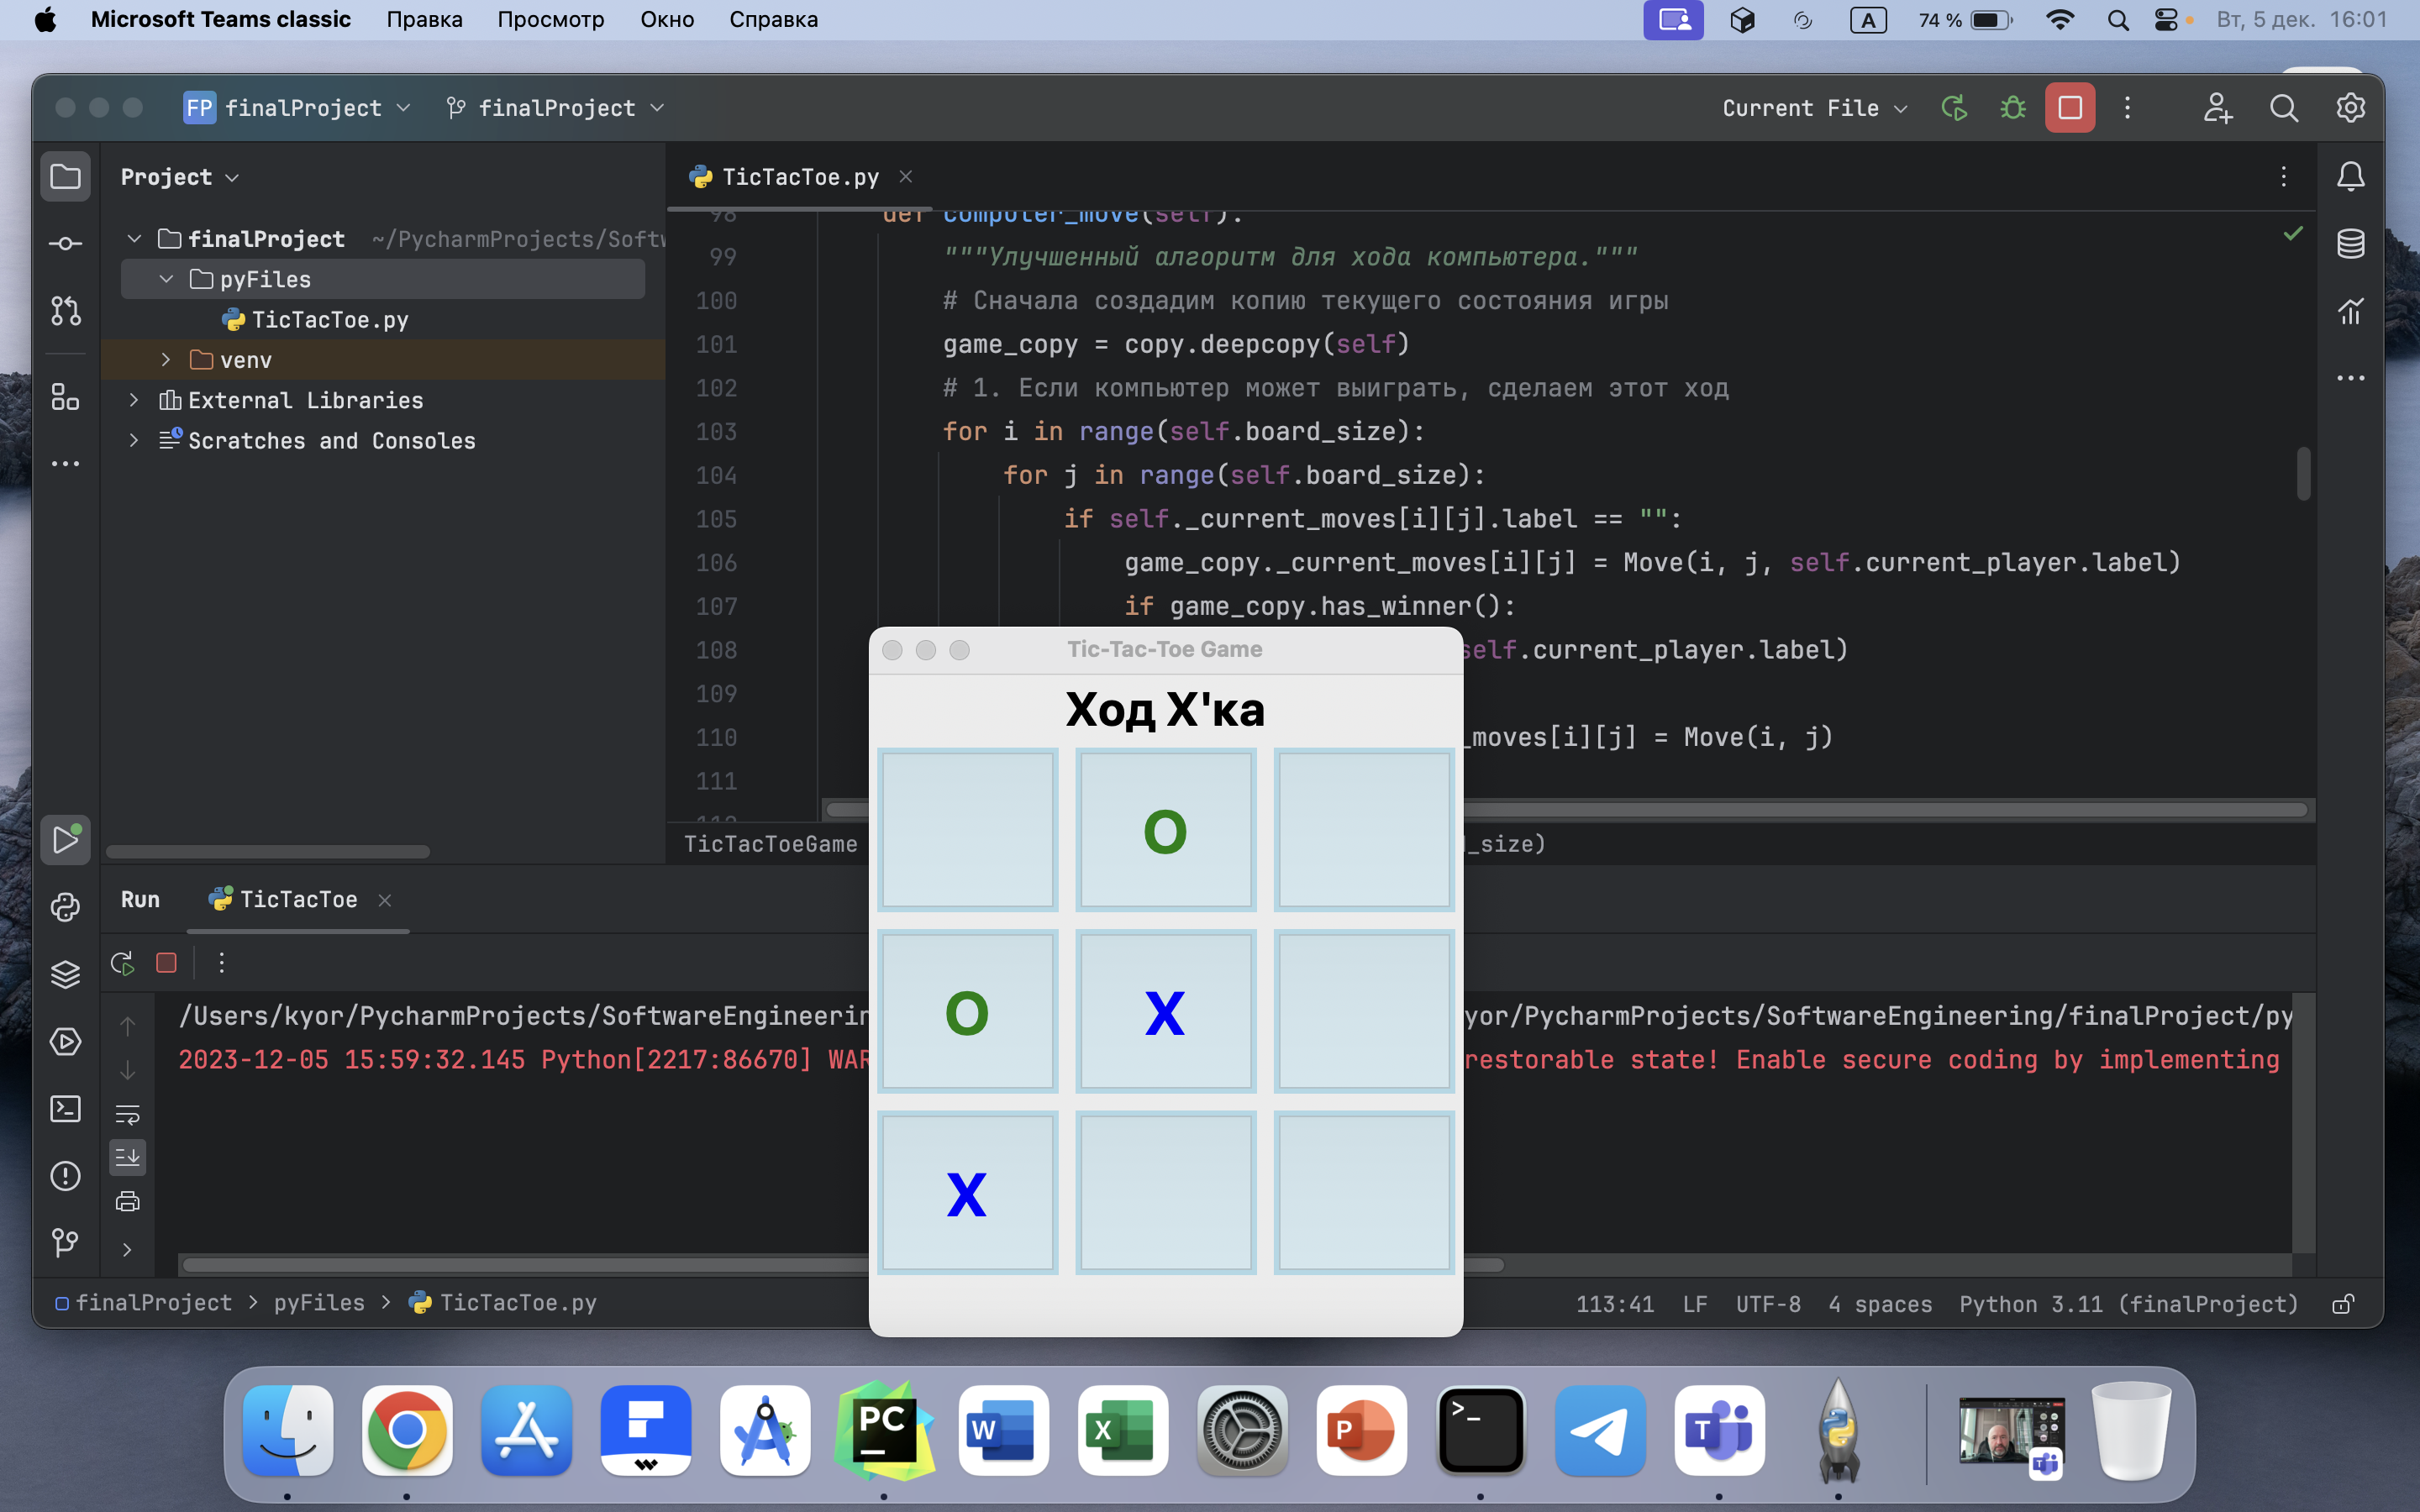 Microsoft Teams classic Правка Просмотр Окно Справка A 74 % Вт, 5 дек. 16:01
FP finalProject finalProject Current File
Project
TicTacToe.py
finalProject ~/PycharmProjects/Soft
pyFiles
TicTacToe.py
venv
External Libraries
Scratches and Consoles
98 def computer_move(self):
99 """Улучшенный алгоритм для хода компьютера."""
100 # Сначала создадим копию текущего состояния игры
101 game_copy = copy.deepcopy(self)
102 # 1. Если компьютер может выиграть, сделаем этот ход
103 for i in range(self.board_size):
104 for j in range(self.board_size):
105 if self._current_moves[i][j].label == "":
106 game_copy._current_moves[i][j] = Move(i, j, self.current_player.label)
107 if game_copy.has_winner():
108 self.current_player.label)
109
110 _moves[i][j] = Move(i, j)
111
TicTacToeGame _size)
Tic-Tac-Toe Game
Ход X'ка
O
O X
X
Run TicTacToe
/Users/kyor/PycharmProjects/SoftwareEngineerin yor/PycharmProjects/SoftwareEngineering/finalProject/py
2023-12-05 15:59:32.145 Python[2217:86670] WAR restorable state! Enable secure coding by implementing
finalProject > pyFiles > TicTacToe.py 113:41 LF UTF-8 4 spaces Python 3.11 (finalProject)
PC W X P >_ T